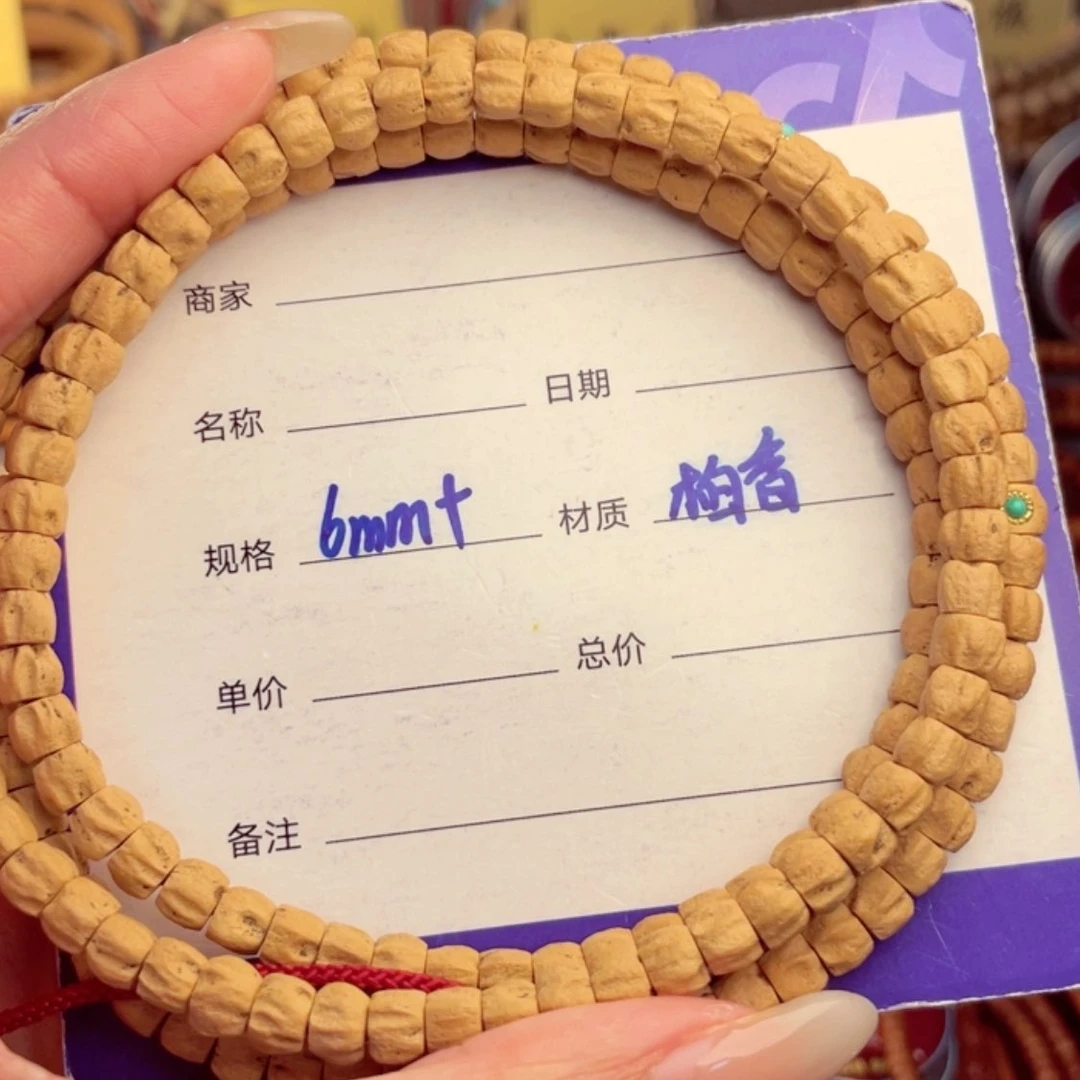 商家
名称 日期
规格 6mm+ 材质 柏香
单价 总价
备注